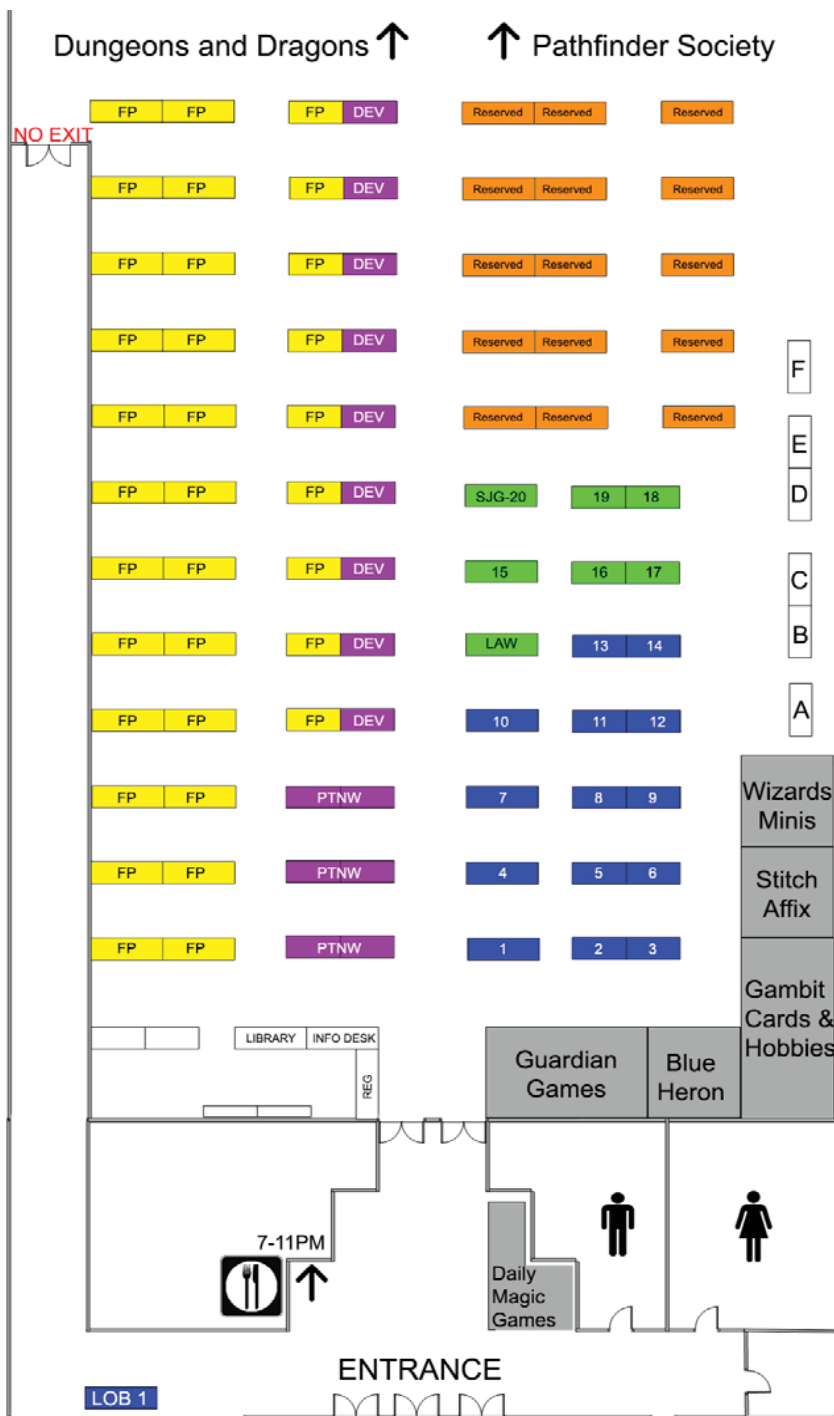 Dungeons and Dragons ↑ ↑ Pathfinder Society
FP FP FP DEV Reserved Reserved Reserved
NO EXIT
FP FP FP DEV Reserved Reserved Reserved
FP FP FP DEV Reserved Reserved Reserved
FP FP FP DEV Reserved Reserved Reserved
F
FP FP FP DEV Reserved Reserved Reserved
E
FP FP FP DEV SJG-20 19 18
D
FP FP FP DEV 15 16 17
C
FP FP FP DEV LAW 13 14
B
A
FP FP FP DEV 10 11 12
FP FP PTNW 7 8 9
Wizards
Minis
FP FP PTNW 4 5 6
Stitch
Affix
FP FP PTNW 1 2 3
Gambit
Cards &
Hobbies
LIBRARY INFO DESK
REG
Guardian
Games
Blue
Heron
7-11PM
↑
Daily
Magic
Games
ENTRANCE
LOB 1